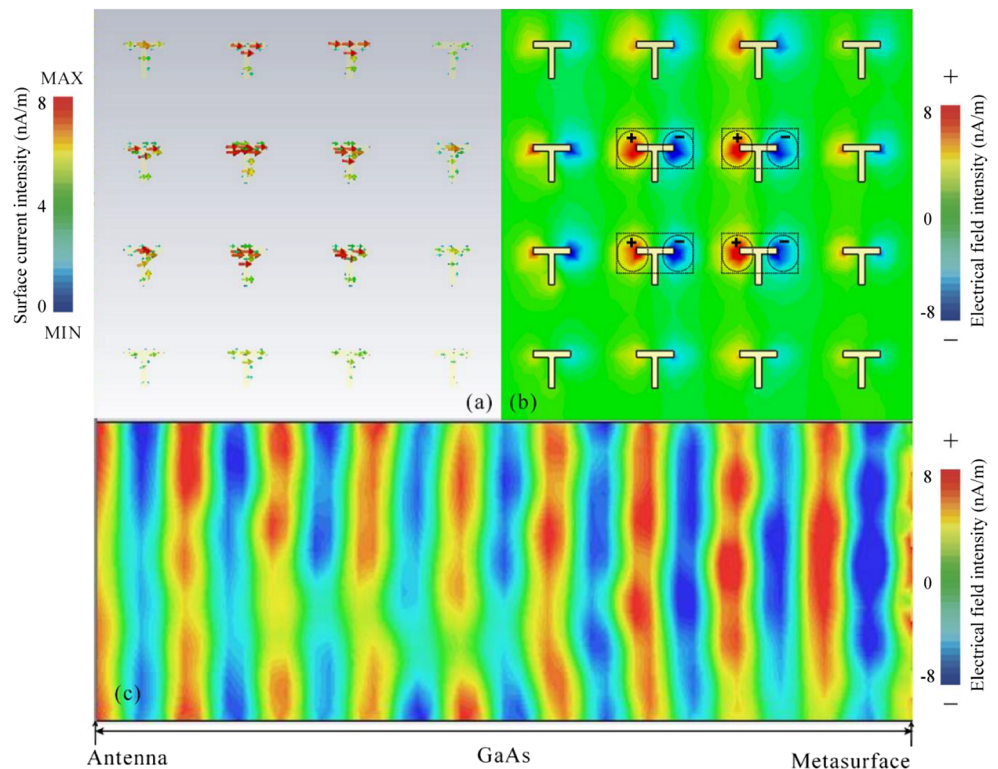 MAX
8
4
0
MIN
Surface current intensity (nA/m)
(a)
(b)
+ −
+ −
+ −
+ −
+
8
0
-8
−
Electrical field intensity (nA/m)
(c)
+
8
0
-8
−
Electrical field intensity (nA/m)
Antenna
GaAs
Metasurface